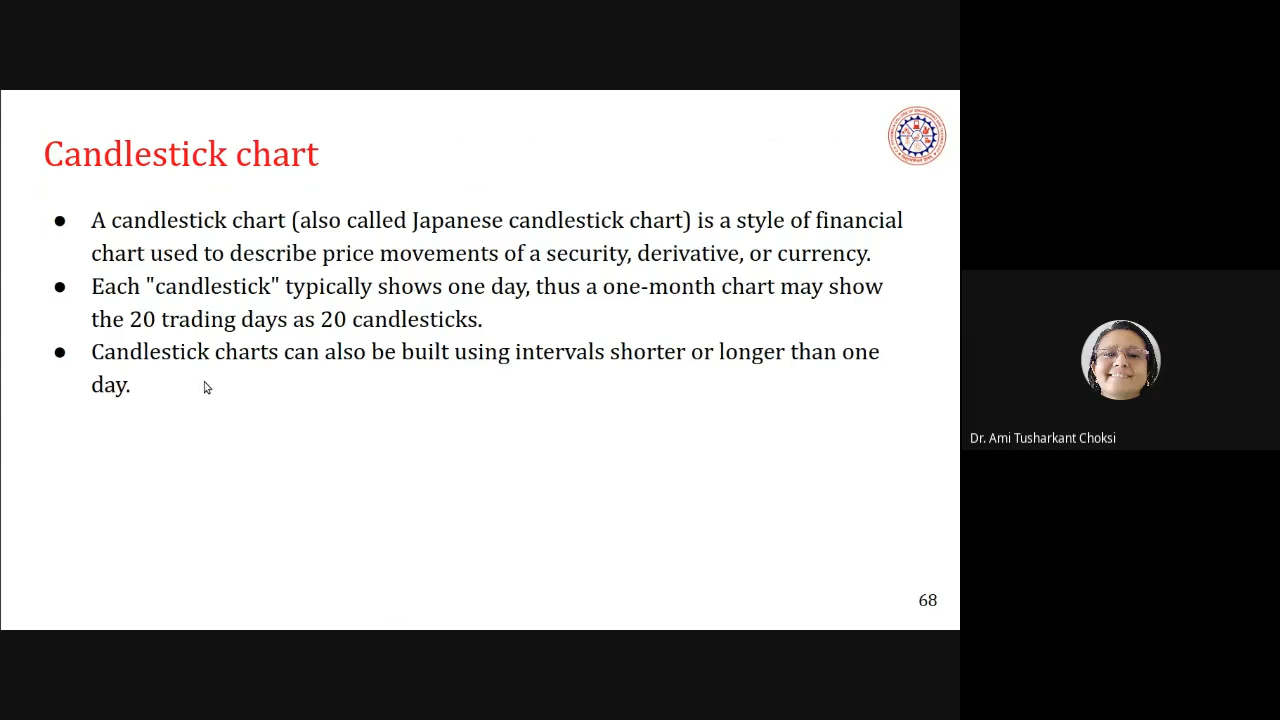 Candlestick chart
● A candlestick chart (also called Japanese candlestick chart) is a style of financial
chart used to describe price movements of a security, derivative, or currency.
● Each "candlestick" typically shows one day, thus a one-month chart may show
the 20 trading days as 20 candlesticks.
● Candlestick charts can also be built using intervals shorter or longer than one
day.
68
Dr. Ami Tusharkant Choksi